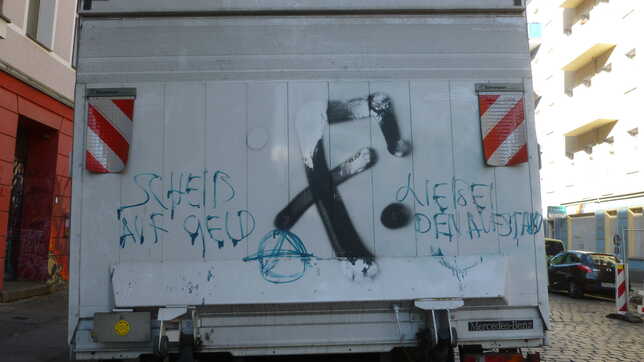 SCHEIß
AUF GELD
LIEBER
DEN AUFSTAND
Mercedes-Benz